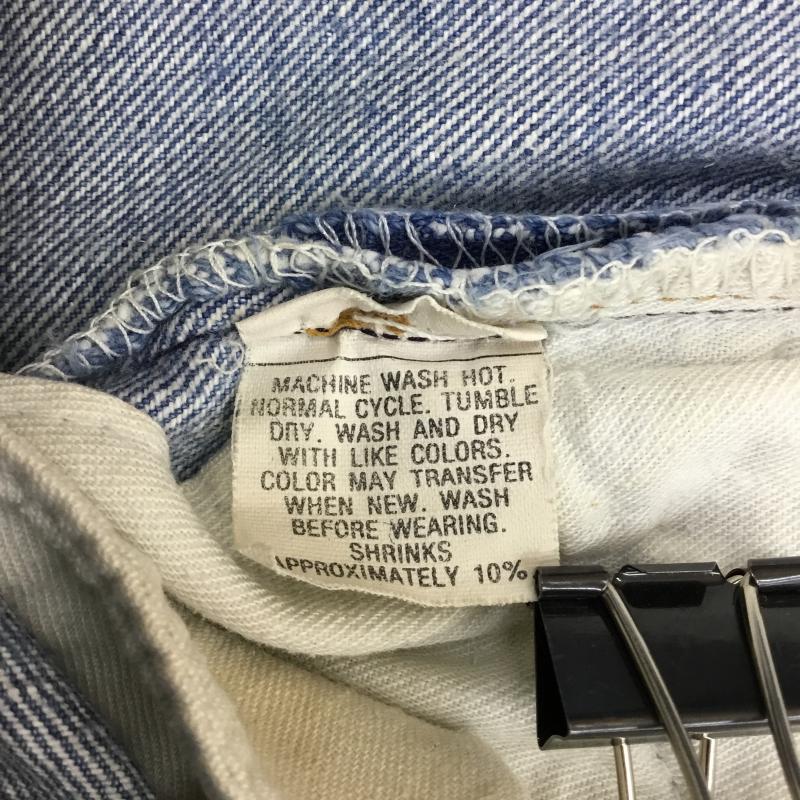 MACHINE WASH HOT.
NORMAL CYCLE. TUMBLE
DRY. WASH AND DRY
WITH LIKE COLORS.
COLOR MAY TRANSFER
WHEN NEW. WASH
BEFORE WEARING.
SHRINKS
APPROXIMATELY 10%